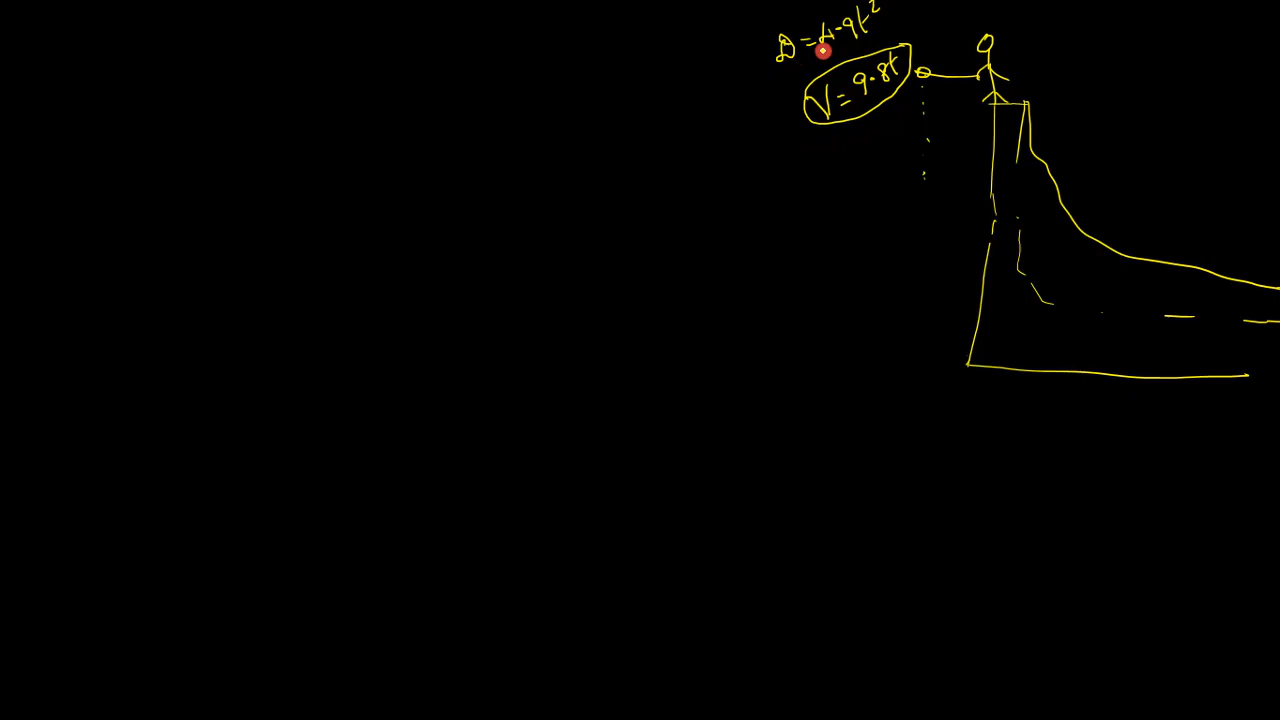 D = 4.9t²
V = 9.8t